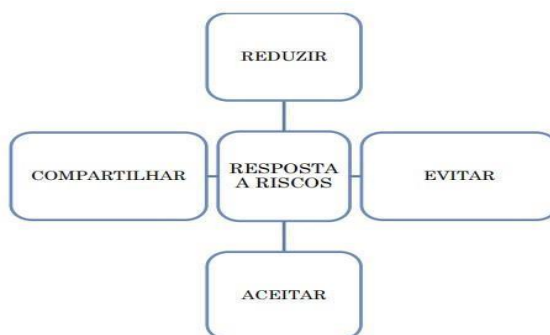 REDUZIR
COMPARTILHAR
RESPOSTA
A RISCOS
EVITAR
ACEITAR